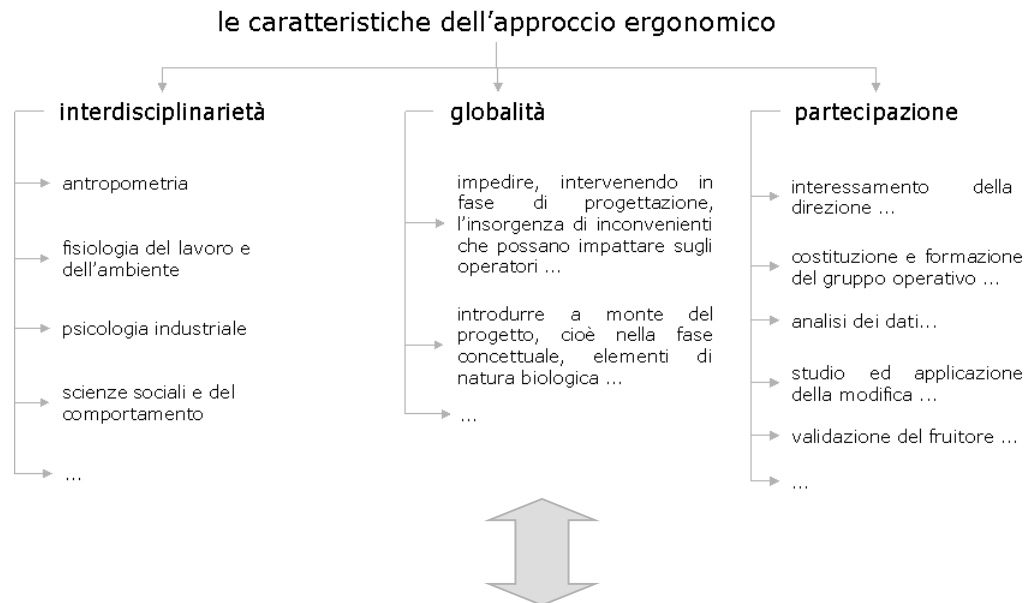 le caratteristiche dell'approccio ergonomico
interdisciplinarietà
antropometria
fisiologia del lavoro e
dell'ambiente
psicologia industriale
scienze sociali e del
comportamento
...
globalità
impedire, intervenendo in
fase di progettazione,
l'insorgenza di inconvenienti
che possano impattare sugli
operatori ...
introdurre a monte del
progetto, cioè nella fase
concettuale, elementi di
natura biologica ...
...
partecipazione
interessamento della
direzione ...
costituzione e formazione
del gruppo operativo ...
analisi dei dati...
studio ed applicazione
della modifica ...
validazione del fruitore ...
...